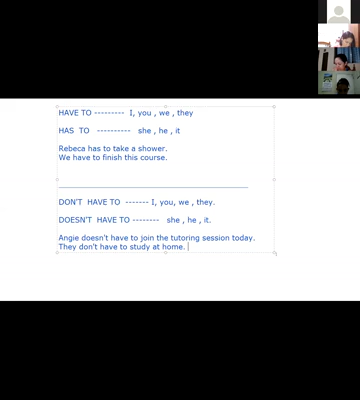 HAVE TO --------- I, you , we , they
HAS TO ---------- she , he , it
Rebeca has to take a shower.
We have to finish this course.
DON'T HAVE TO ------- I, you, we , they.
DOESN'T HAVE TO -------- she , he , it.
Angie doesn't have to join the tutoring session today.
They don't have to study at home.